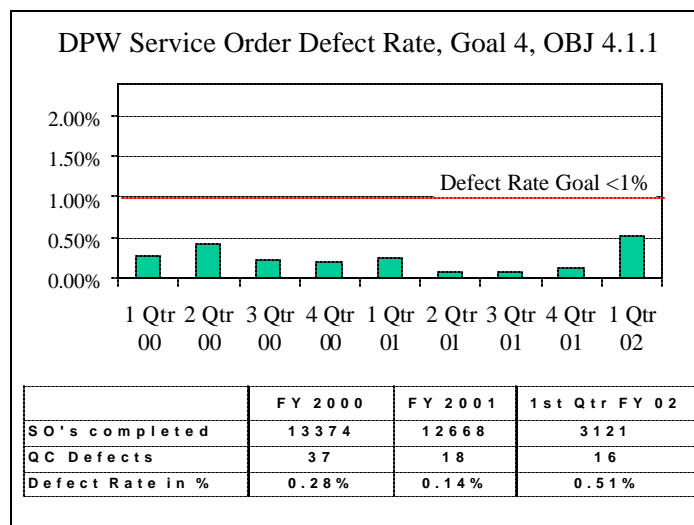 DPW Service Order Defect Rate, Goal 4, OBJ 4.1.1
2.00%
1.50%
Defect Rate Goal <1%
1.00%
0.50%
0.00%
1 Qtr 2 Qtr 3 Qtr 4 Qtr 1 Qtr 2 Qtr 3 Qtr 4 Qtr 1 Qtr
00 00 00 00 01 01 01 01 02
FY 2000 FY 2001 1st Qtr FY 02
SO's completed 13374 12668 3121
QC Defects 37 18 16
Defect Rate in % 0.28% 0.14% 0.51%